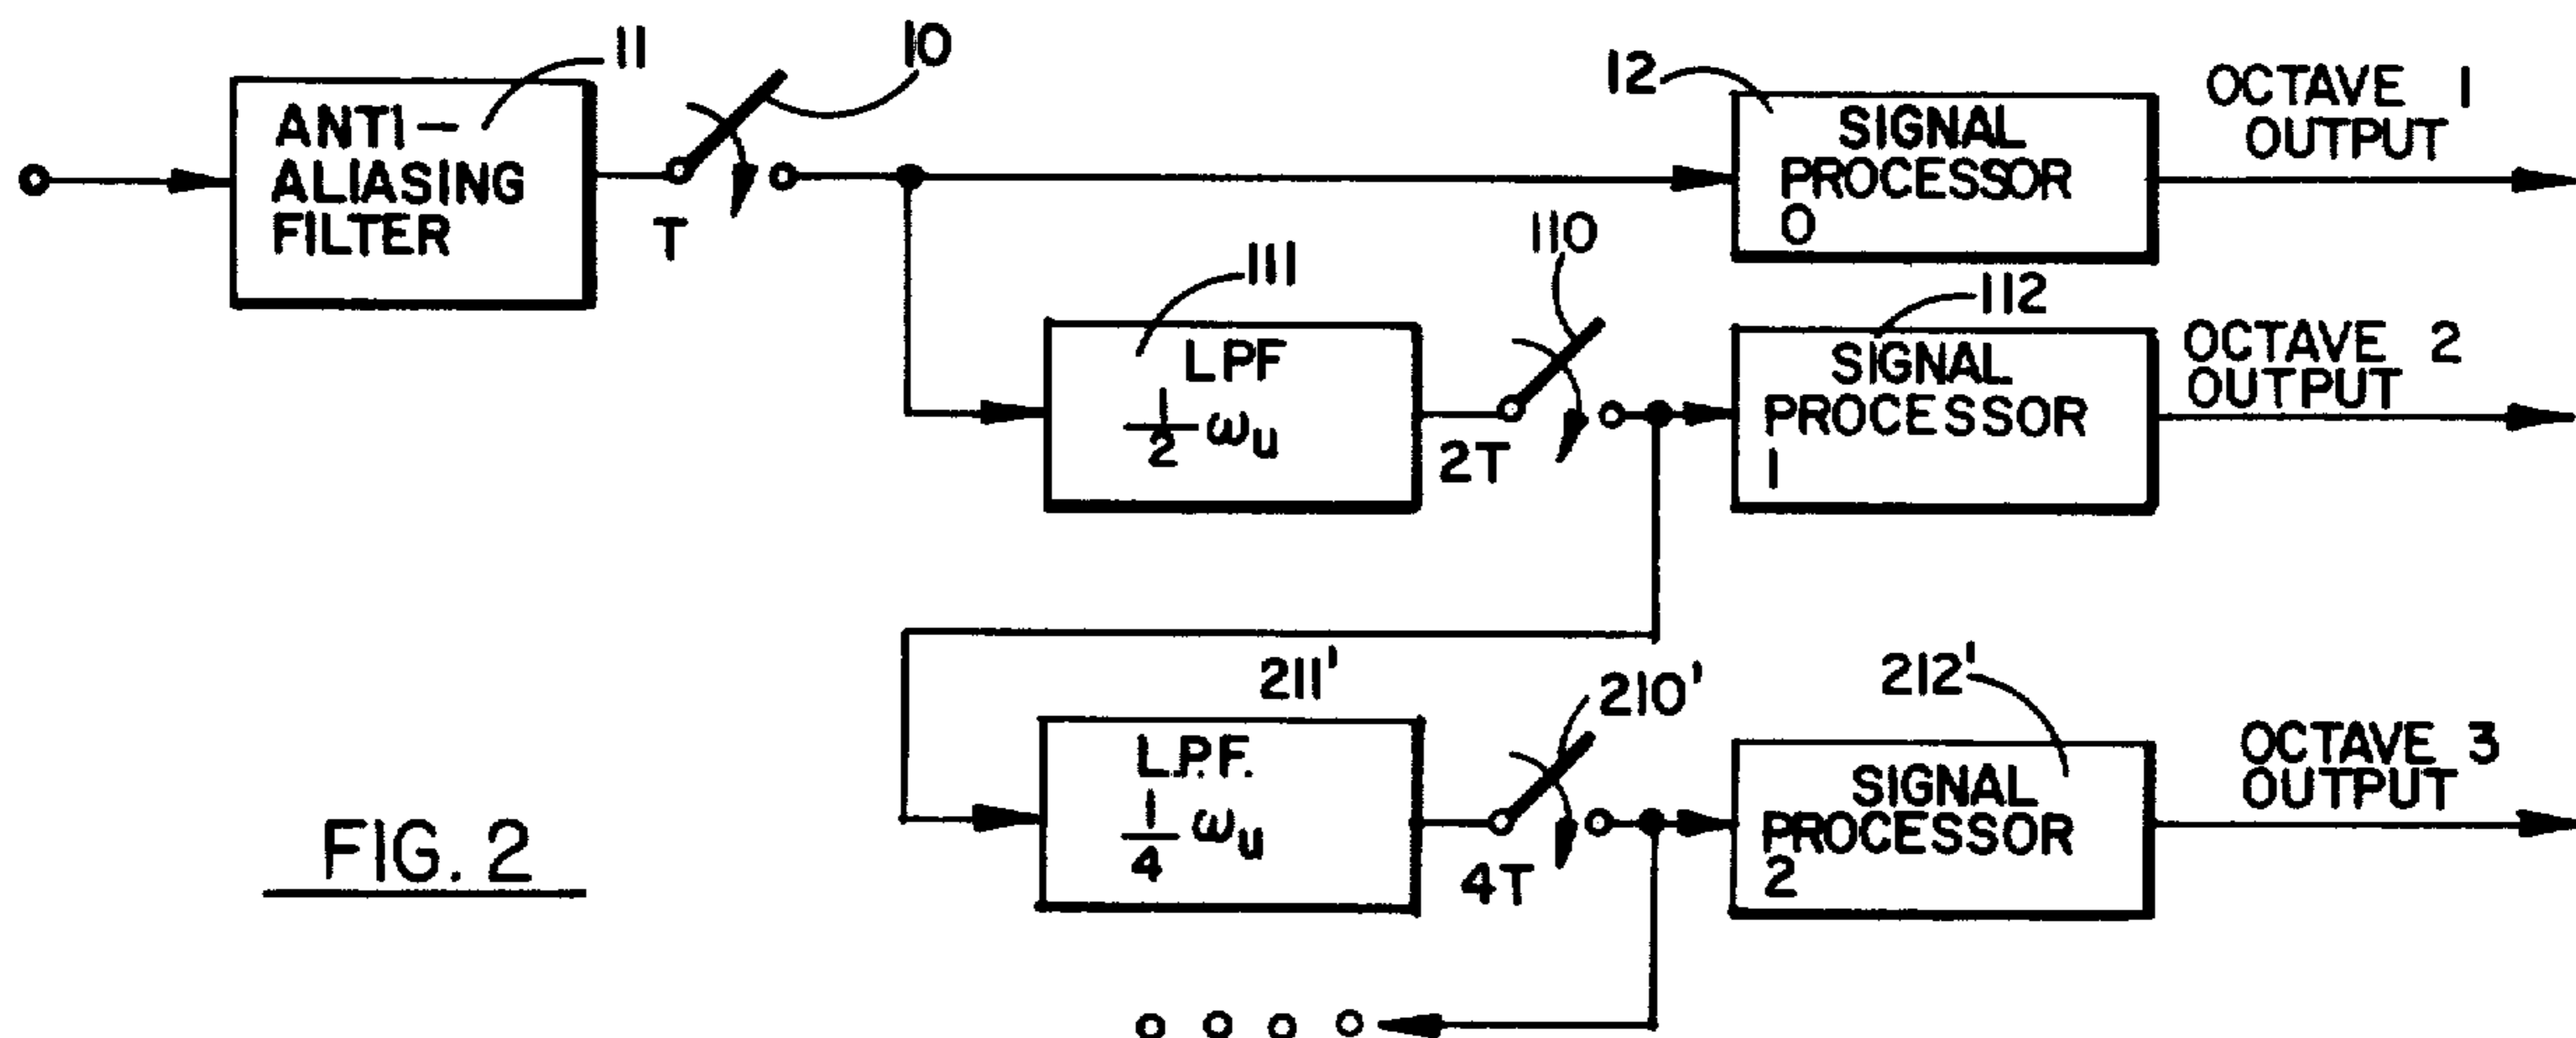 11
10
ANTI-
ALIASING
FILTER
T
12
SIGNAL
PROCESSOR
0
OCTAVE 1
OUTPUT
111
LPF
1/2 ωu
110
2T
112
SIGNAL
PROCESSOR
1
OCTAVE 2
OUTPUT
211'
L.P.F.
1/4 ωu
210'
4T
212'
SIGNAL
PROCESSOR
2
OCTAVE 3
OUTPUT
FIG. 2